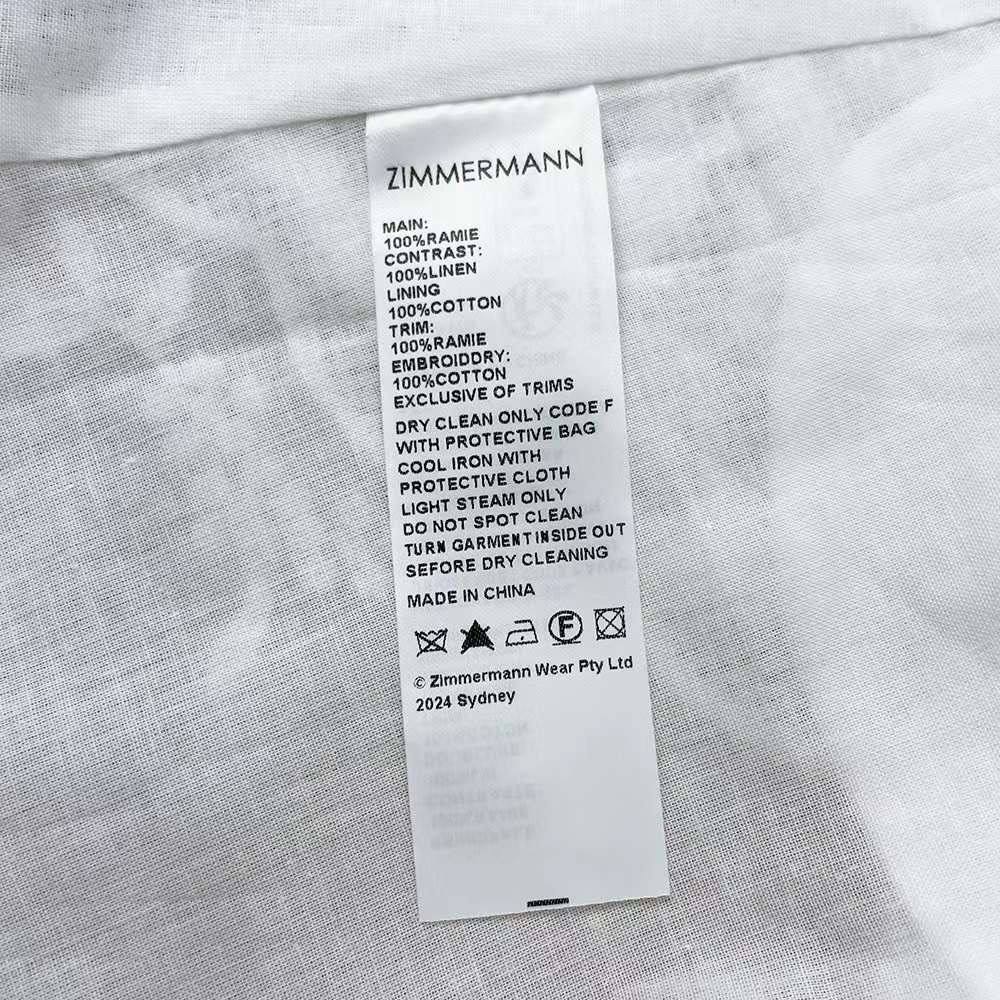 ZIMMERMANN
MAIN:
100%RAMIE
CONTRAST:
100%LINEN
LINING
100%COTTON
TRIM:
100%RAMIE
EMBROIDDRY:
100%COTTON
EXCLUSIVE OF TRIMS
DRY CLEAN ONLY CODE F
WITH PROTECTIVE BAG
COOL IRON WITH
PROTECTIVE CLOTH
LIGHT STEAM ONLY
DO NOT SPOT CLEAN
TURN GARMENT INSIDE OUT
SEFORE DRY CLEANING
MADE IN CHINA
F
© Zimmermann Wear Pty Ltd
2024 Sydney